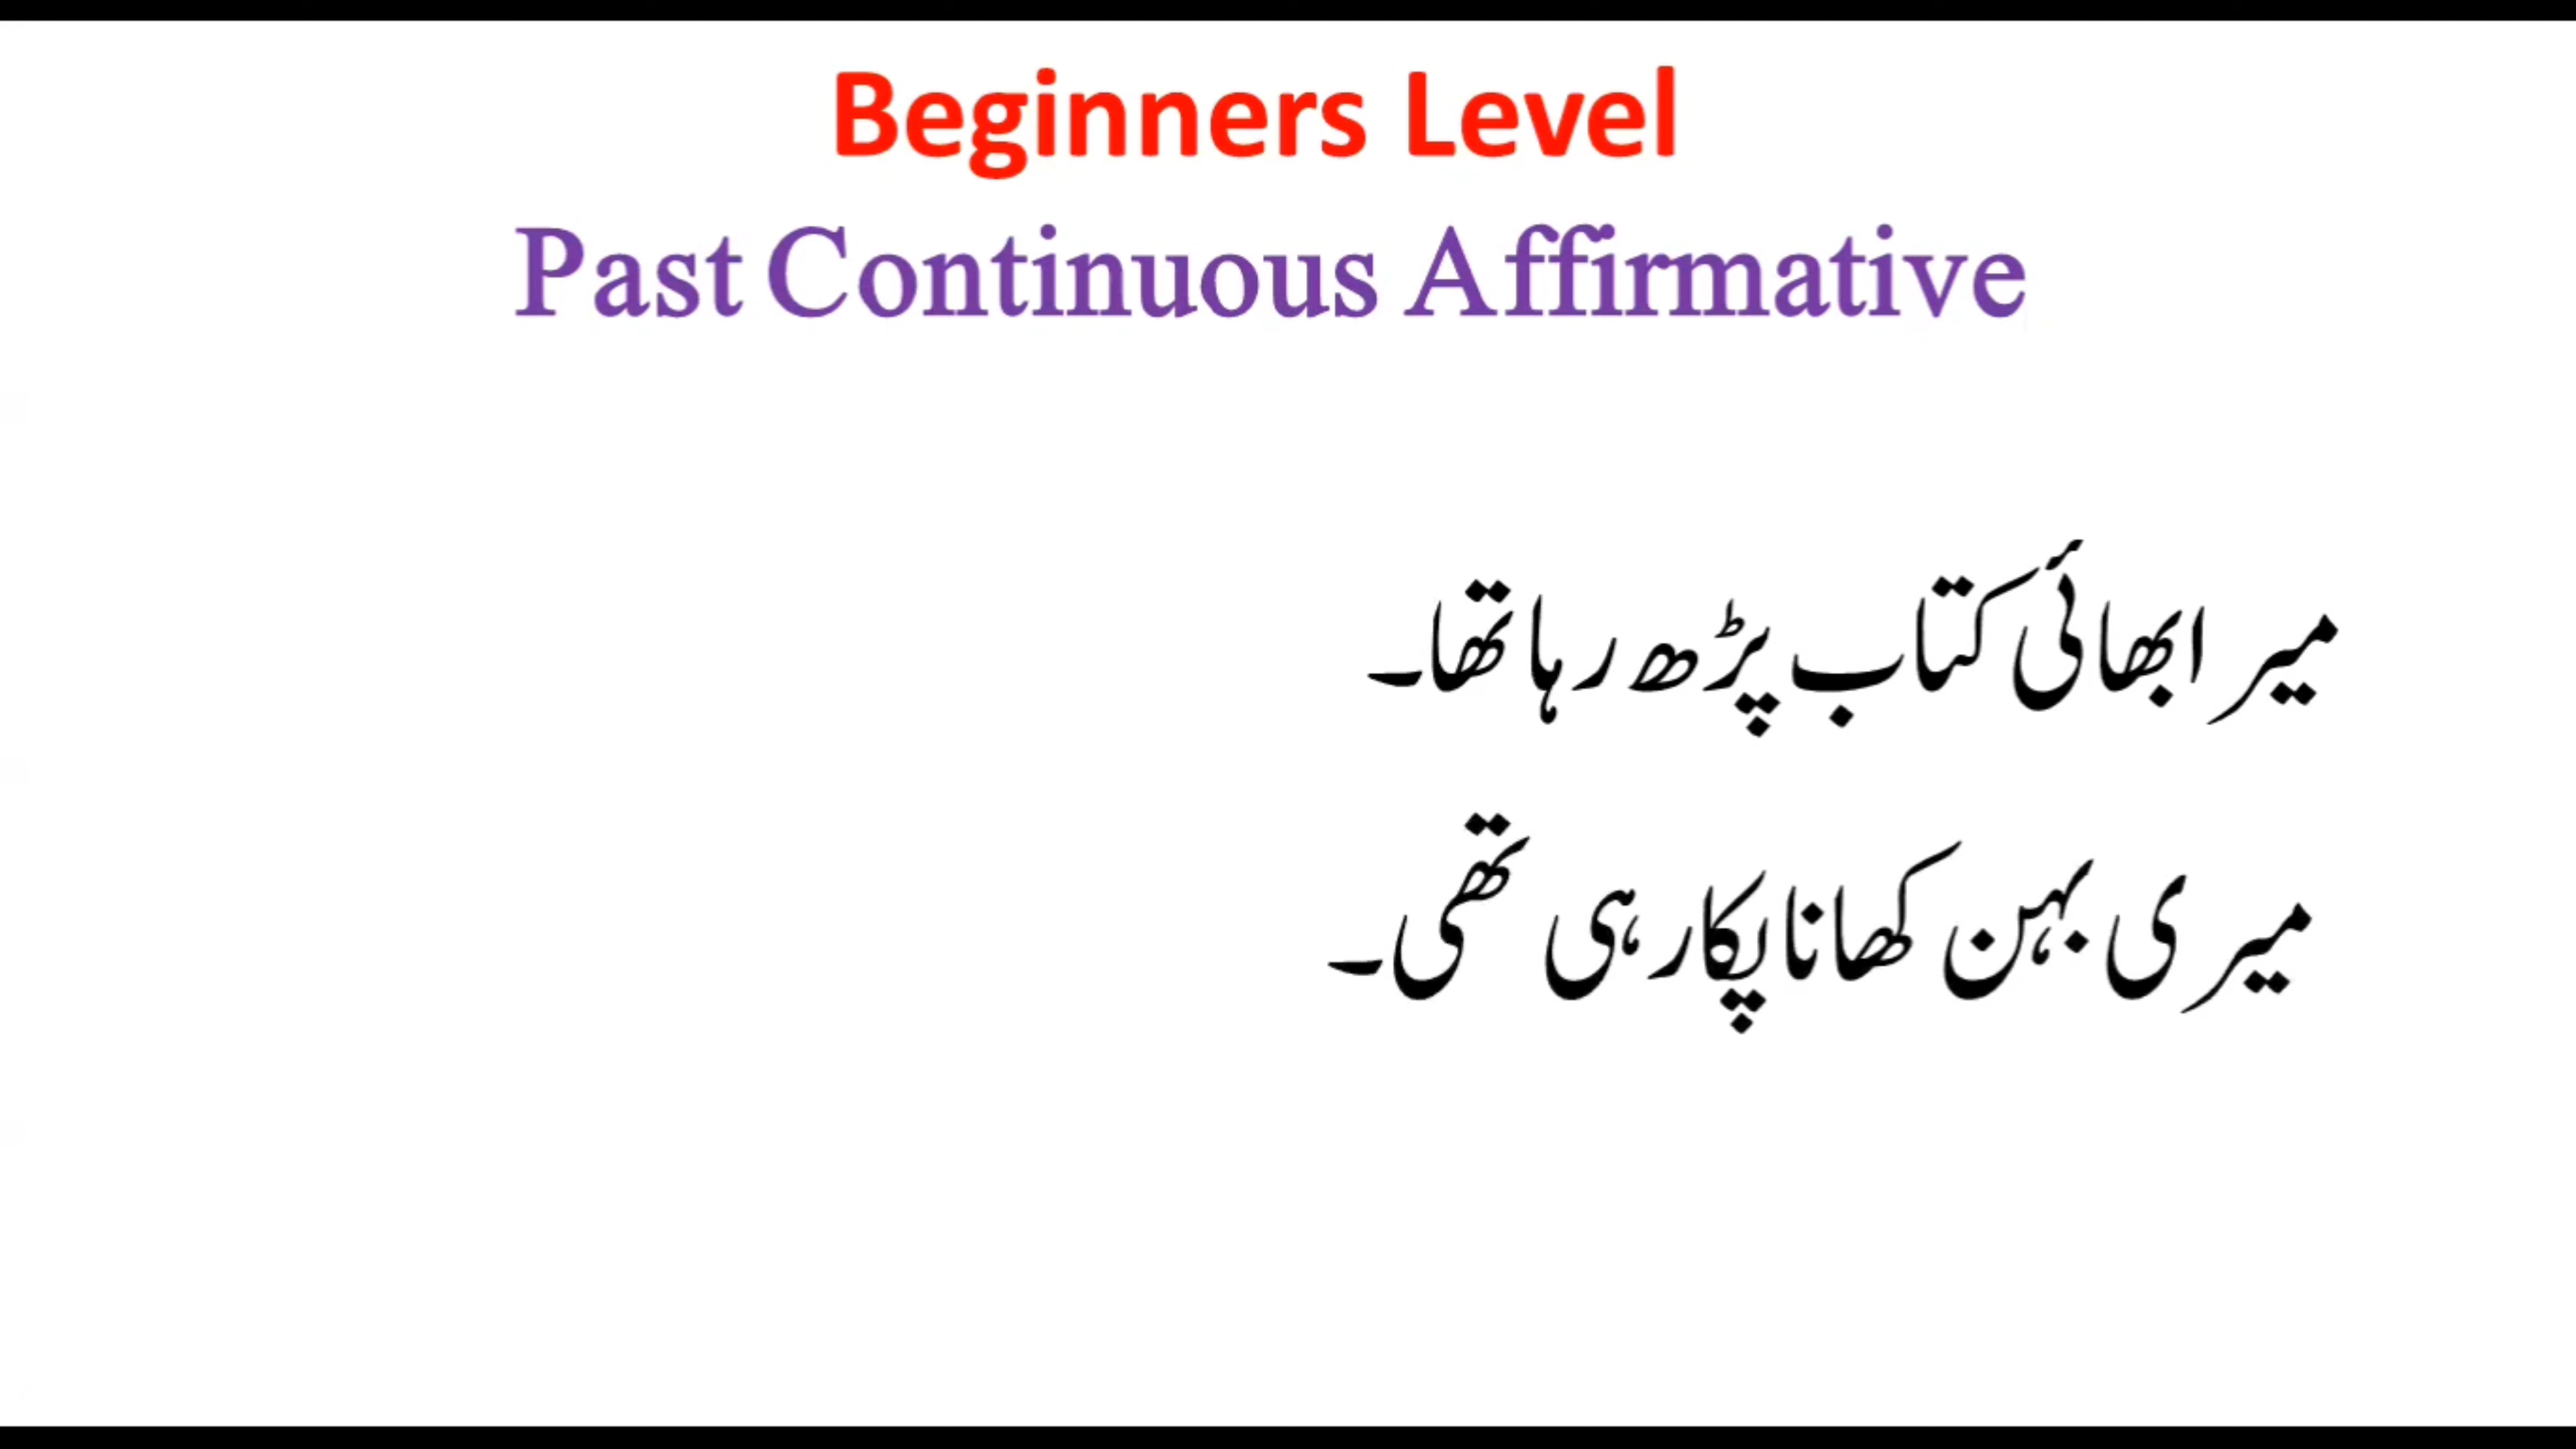 Beginners Level
Past Continuous Affirmative
میرا بھائی کتاب پڑھ رہا تھا۔
میری بہن کھانا پکا رہی تھی۔